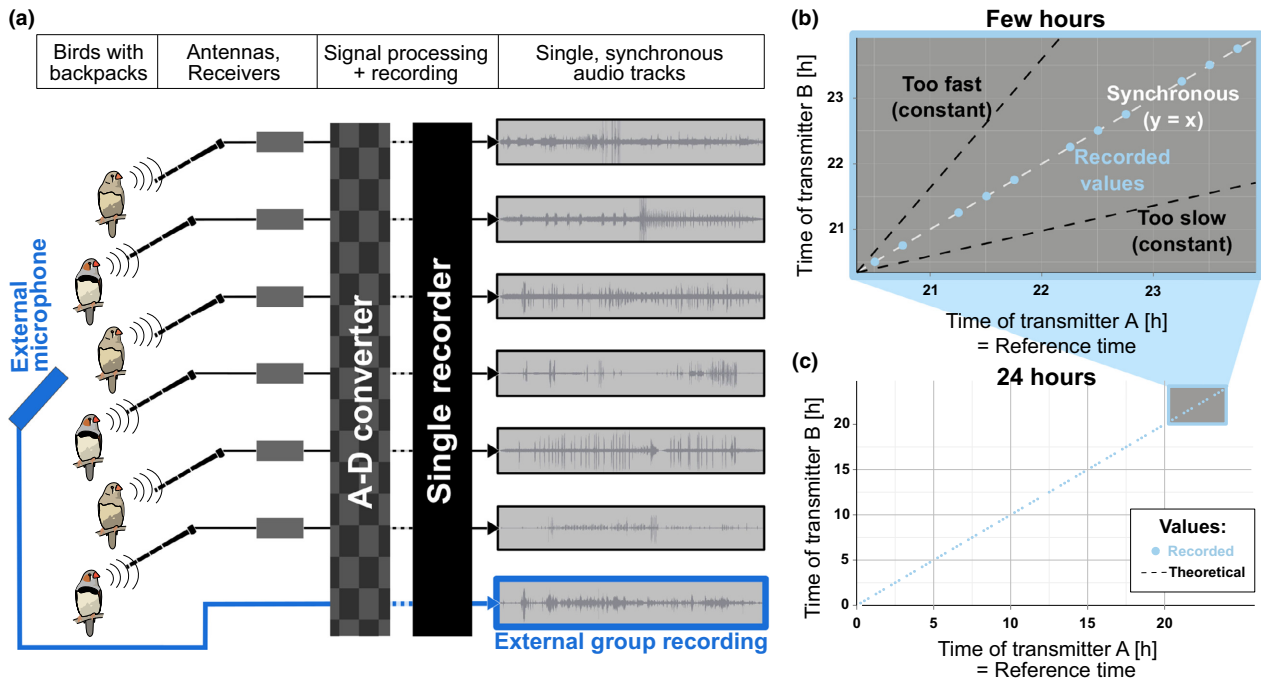 (a)
Birds with
backpacks
Antennas,
Receivers
Signal processing
+ recording
Single, synchronous
audio tracks
External
microphone
A-D converter
Single recorder
External group recording
(b)
Few hours
Time of transmitter B [h]
23
22
21
Too fast
(constant)
Synchronous
(y = x)
Recorded
values
Too slow
(constant)
21
22
23
Time of transmitter A [h]
= Reference time
(c)
24 hours
Time of transmitter B [h]
20
15
10
5
0
Values:
Recorded
Theoretical
0
5
10
15
20
Time of transmitter A [h]
= Reference time